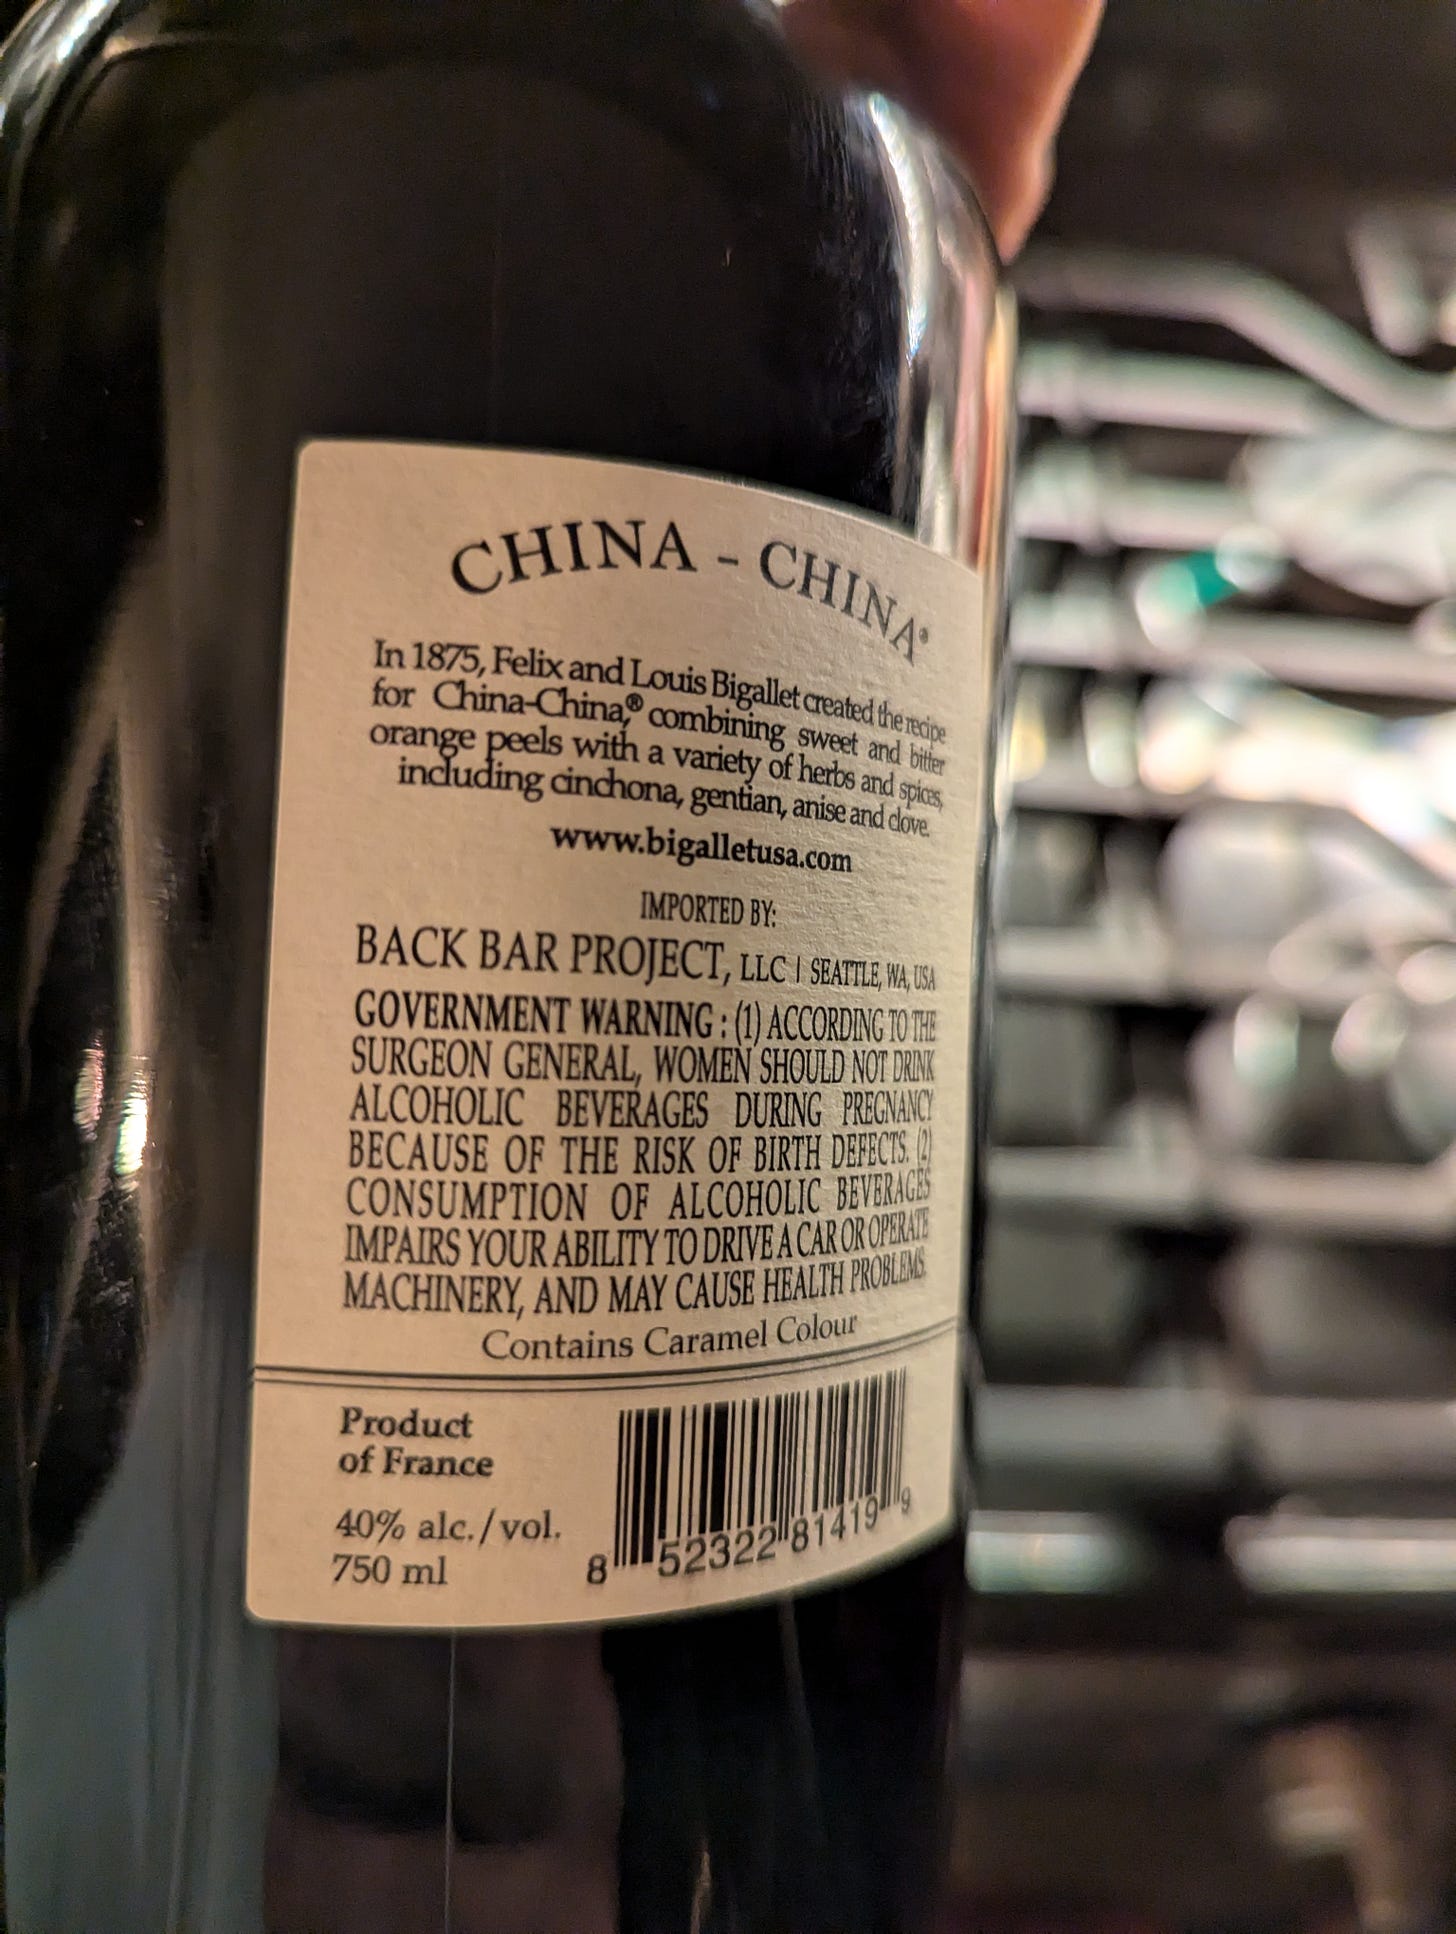 CHINA - CHINA®
In 1875, Felix and Louis Bigallet created the recipe
for China-China,® combining sweet and bitter
orange peels with a variety of herbs and spices,
including cinchona, gentian, anise and clove.
www.bigalletusa.com
IMPORTED BY:
BACK BAR PROJECT, LLC | SEATTLE, WA, USA
GOVERNMENT WARNING : (1) ACCORDING TO THE
SURGEON GENERAL, WOMEN SHOULD NOT DRINK
ALCOHOLIC BEVERAGES DURING PREGNANCY
BECAUSE OF THE RISK OF BIRTH DEFECTS. (2)
CONSUMPTION OF ALCOHOLIC BEVERAGES
IMPAIRS YOUR ABILITY TO DRIVE A CAR OR OPERATE
MACHINERY, AND MAY CAUSE HEALTH PROBLEMS.
Contains Caramel Colour
Product
of France
40% alc./vol.
750 ml
8 52322 81419 9